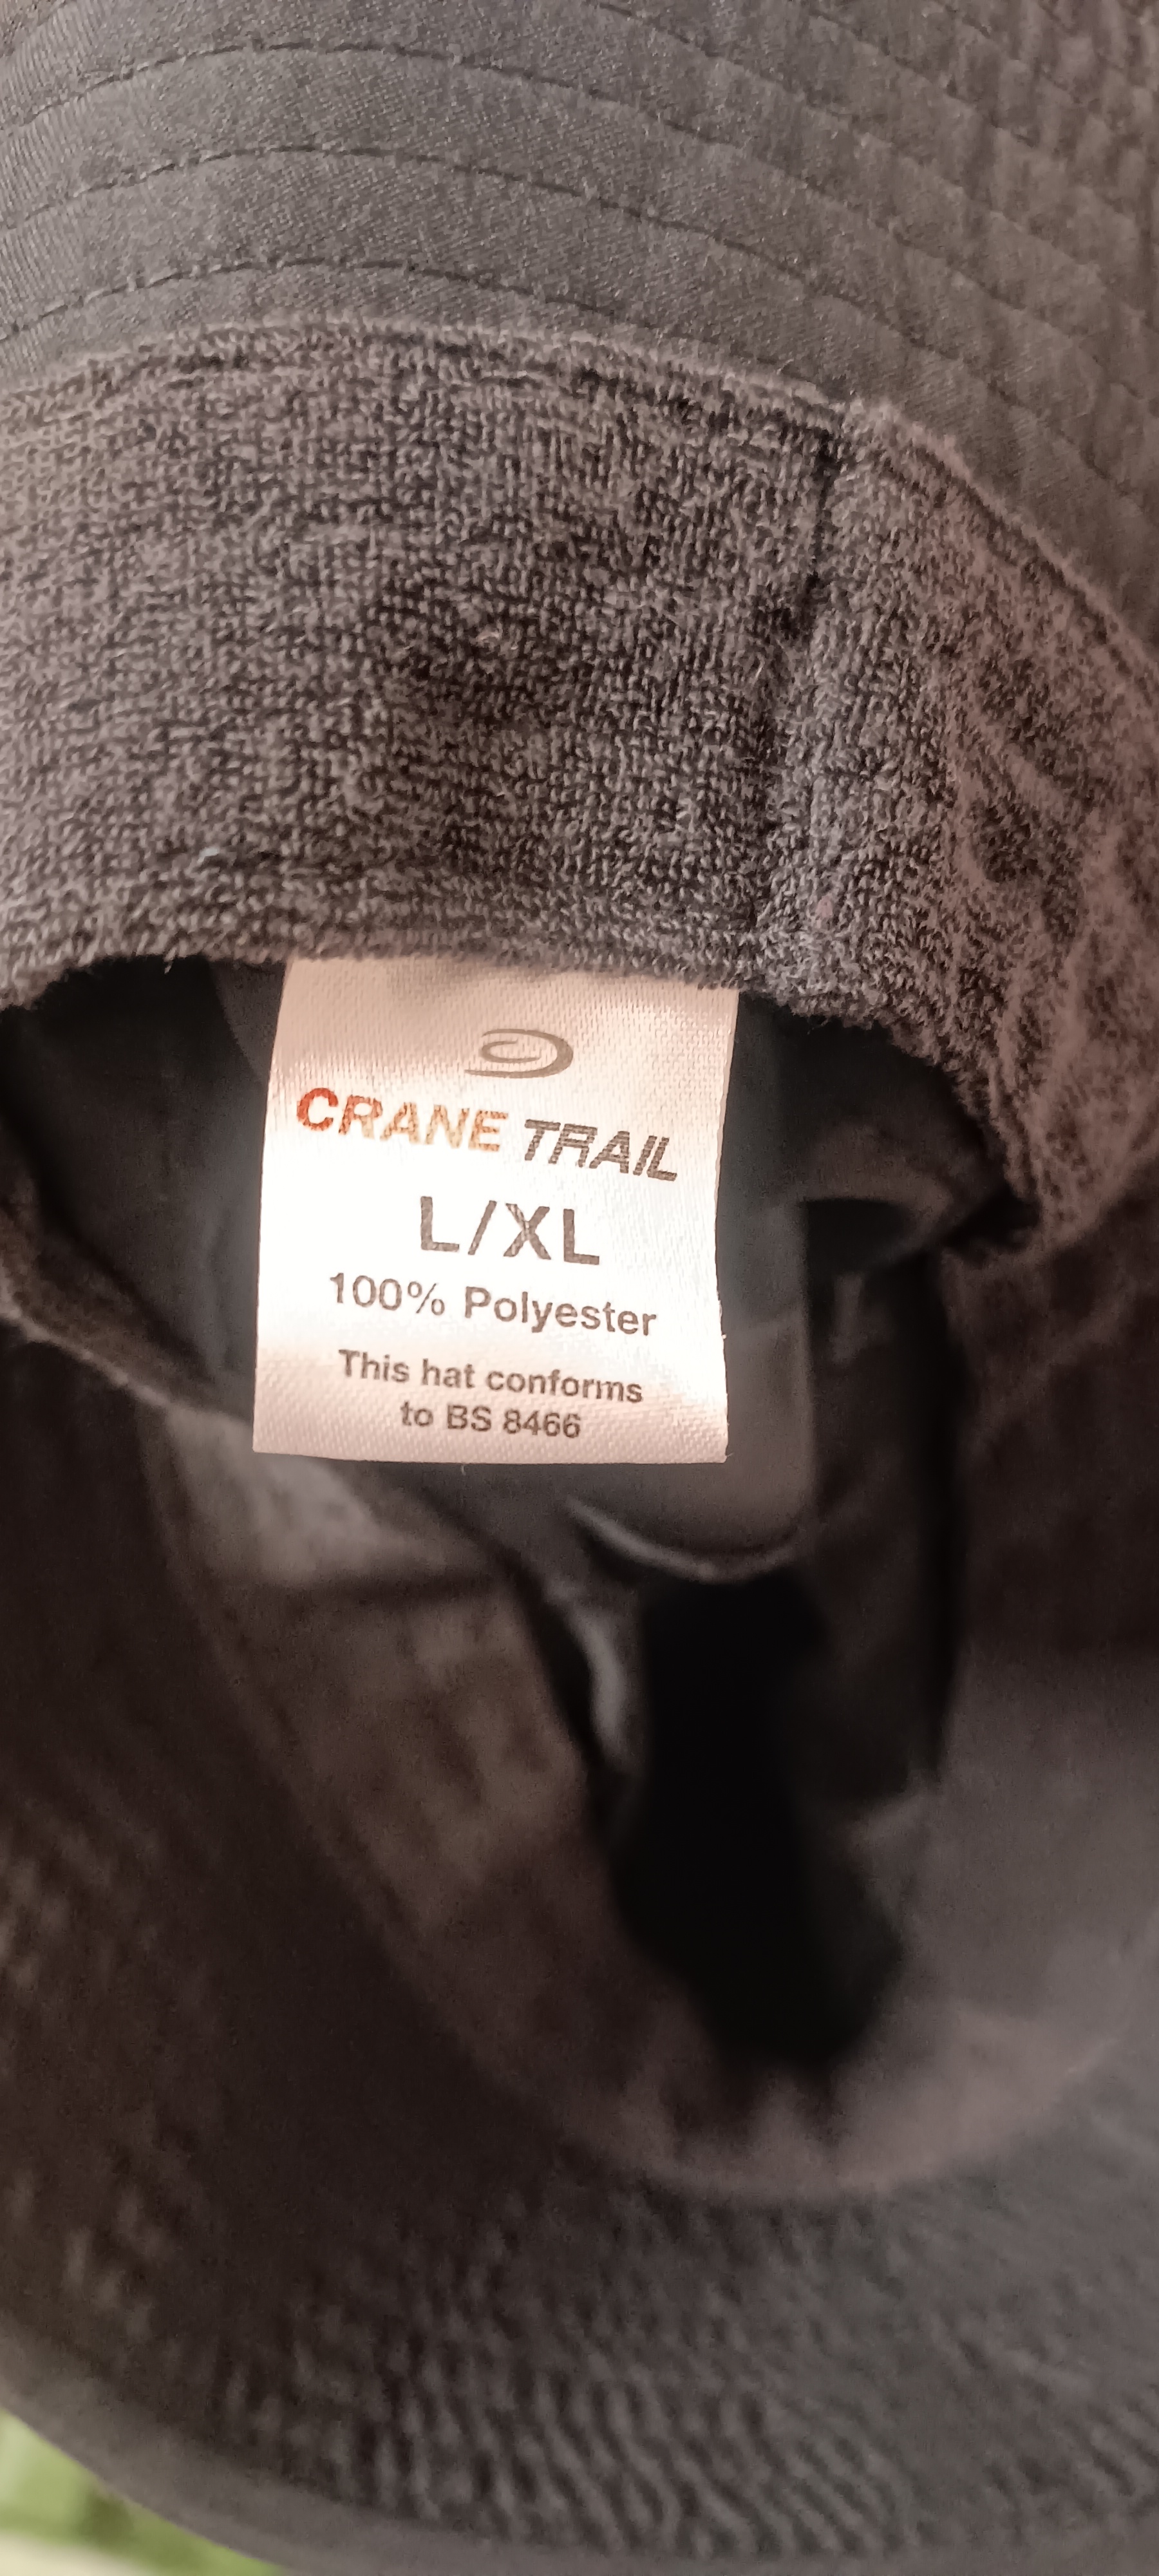 CRANE TRAIL
L/XL
100% Polyester
This hat conforms
to BS 8466